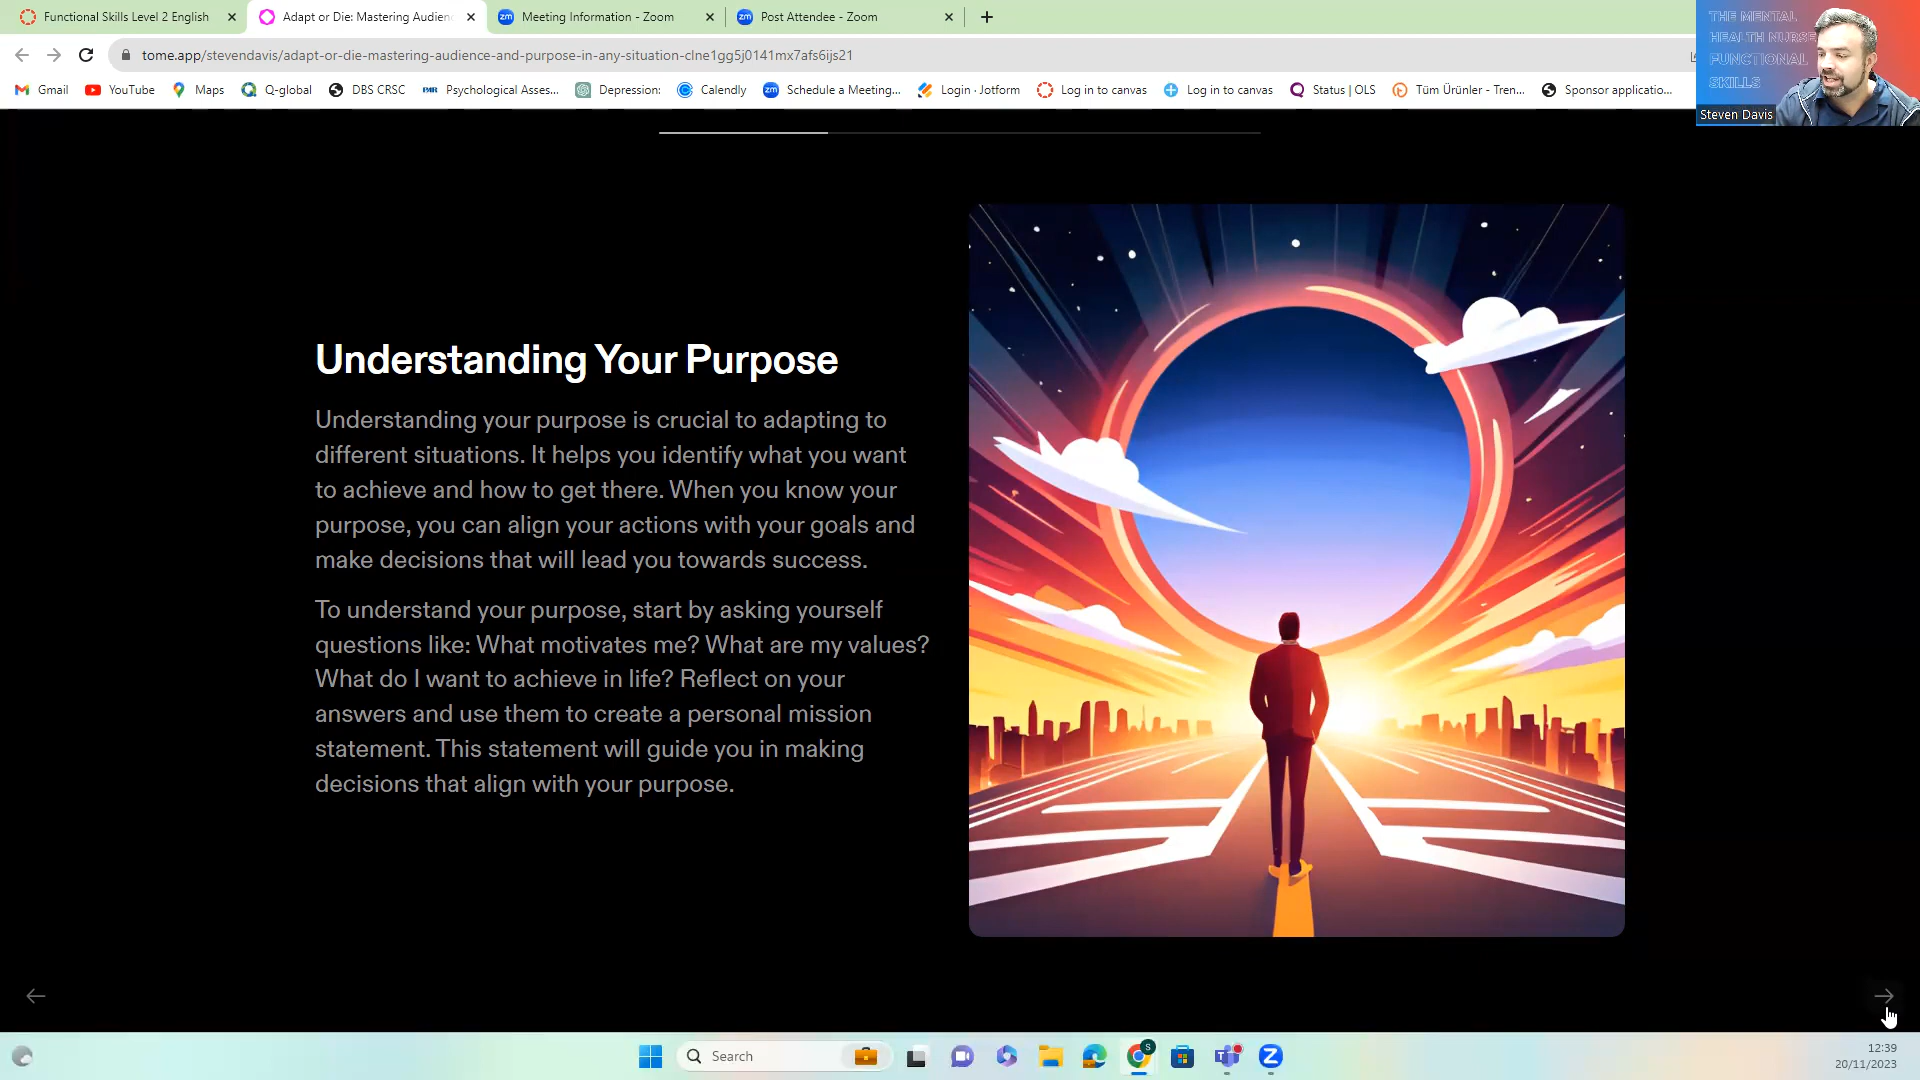 Functional Skills Level 2 English
Adapt or Die: Mastering Audien
Meeting Information - Zoom
Post Attendee - Zoom
tome.app/stevendavis/adapt-or-die-mastering-audience-and-purpose-in-any-situation-clne1gg5j0141mx7afs6ijs21
Gmail
YouTube
Maps
Q-global
DBS CRSC
PAR
Psychological Asses...
Depression:
Calendly
zm
Schedule a Meeting...
Login · Jotform
Log in to canvas
Log in to canvas
Status | OLS
Tüm Ürünler - Tren...
Sponsor applicatio...
THE MENTAL
HEALTH NURSE
FUNCTIONAL
SKILLS
Steven Davis
Understanding Your Purpose
Understanding your purpose is crucial to adapting to
different situations. It helps you identify what you want
to achieve and how to get there. When you know your
purpose, you can align your actions with your goals and
make decisions that will lead you towards success.
To understand your purpose, start by asking yourself
questions like: What motivates me? What are my values?
What do I want to achieve in life? Reflect on your
answers and use them to create a personal mission
statement. This statement will guide you in making
decisions that align with your purpose.
Search
12:39
20/11/2023